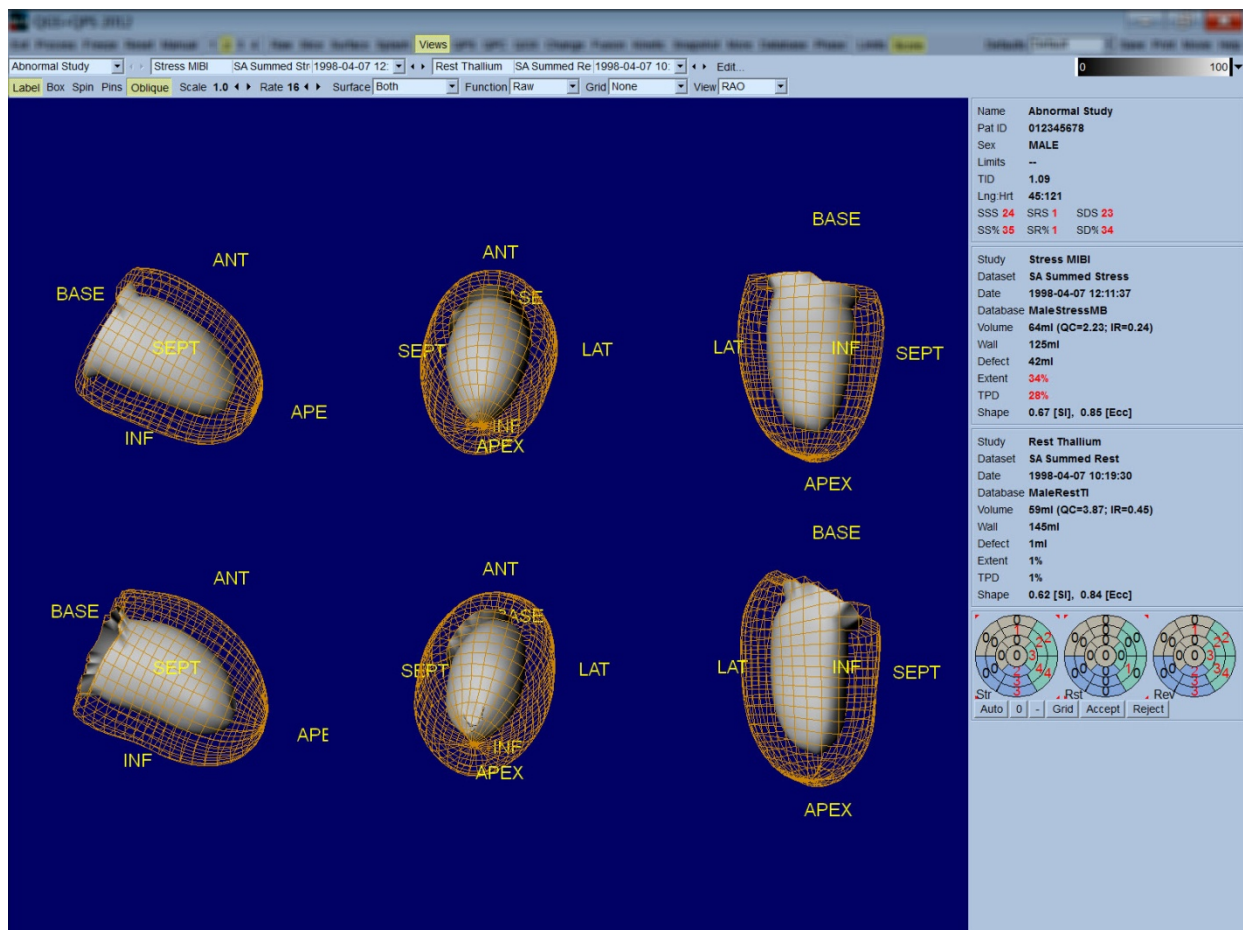 QGS+QPS 2012
Views
Abnormal Study Stress MIBI SA Summed Str 1998-04-07 12: Rest Thallium SA Summed Re 1998-04-07 10: Edit...
0 100
Label Box Spin Pins Oblique Scale 1.0 Rate 16 Surface Both Function Raw Grid None View RAO
Name Abnormal Study
Pat ID 012345678
Sex MALE
Limits --
TID 1.09
Lng:Hrt 45:121
SSS 24 SRS 1 SDS 23
SS% 35 SR% 1 SD% 34
Study Stress MIBI
Dataset SA Summed Stress
Date 1998-04-07 12:11:37
Database MaleStressMB
Volume 64ml (QC=2.23; IR=0.24)
Wall 125ml
Defect 42ml
Extent 34%
TPD 28%
Shape 0.67 [SI], 0.85 [Ecc]
Study Rest Thallium
Dataset SA Summed Rest
Date 1998-04-07 10:19:30
Database MaleRestTl
Volume 59ml (QC=3.87; IR=0.45)
Wall 145ml
Defect 1ml
Extent 1%
TPD 1%
Shape 0.62 [SI], 0.84 [Ecc]
Str Rst Rev
Auto 0 - Grid Accept Reject
ANT
BASE
SEPT
APE
INF
ANT
SE
SEPT
LAT
INF
APEX
BASE
LAT
INF
SEPT
APEX
ANT
BASE
SEPT
APE
INF
ANT
BASE
SEPT
LAT
INF
APEX
BASE
LAT
INF
SEPT
APEX